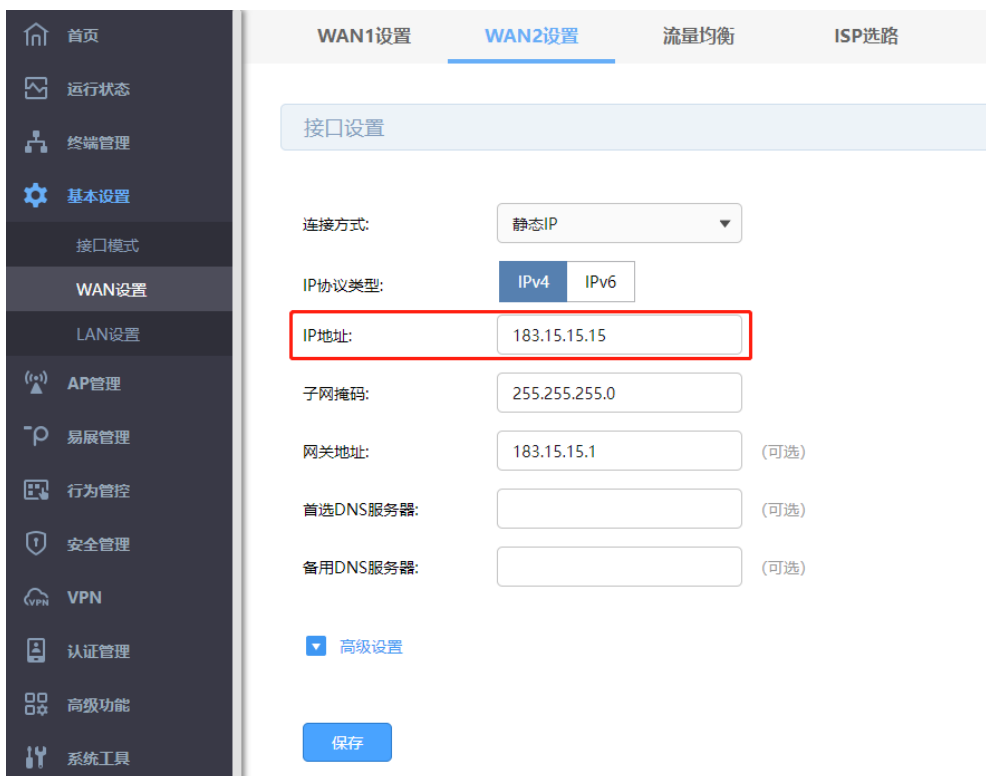 首页
运行状态
终端管理
基本设置
接口模式
WAN设置
LAN设置
AP管理
易展管理
行为管控
安全管理
VPN
VPN
认证管理
高级功能
系统工具
WAN1设置 WAN2设置 流量均衡 ISP选路
接口设置
连接方式: 静态IP
IP协议类型: IPv4 IPv6
IP地址: 183.15.15.15
子网掩码: 255.255.255.0
网关地址: 183.15.15.1 (可选)
首选DNS服务器: (可选)
备用DNS服务器: (可选)
高级设置
保存